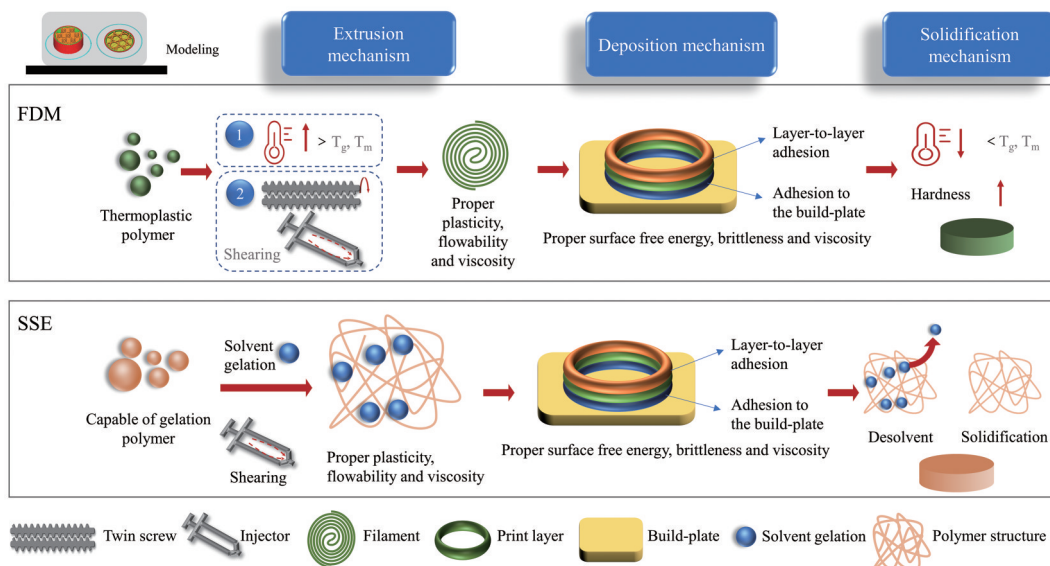 Modeling
Extrusion
mechanism
Deposition mechanism
Solidification
mechanism
FDM
Thermoplastic
polymer
1
> Tg, Tm
2
Shearing
Proper
plasticity,
flowability
and viscosity
Layer-to-layer
adhesion
Adhesion to
the build-plate
Proper surface free energy, brittleness and viscosity
< Tg, Tm
Hardness
SSE
Capable of gelation
polymer
Solvent
gelation
Shearing
Proper plasticity,
flowability and viscosity
Layer-to-layer
adhesion
Adhesion to
the build-plate
Proper surface free energy, brittleness and viscosity
Desolvent
Solidification
Twin screw
Injector
Filament
Print layer
Build-plate
Solvent gelation
Polymer structure